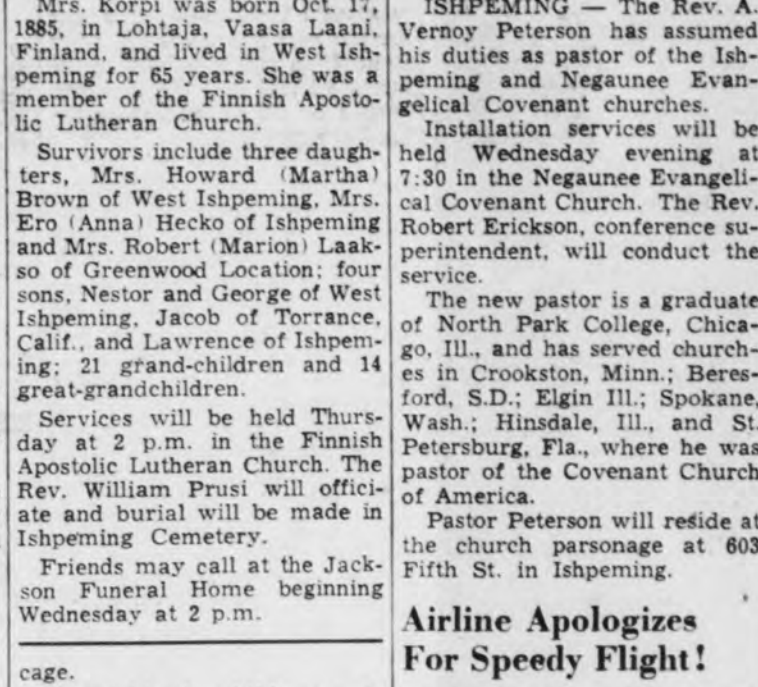 Mrs. Korpi was born Oct. 17,
1885, in Lohtaja, Vaasa Laani,
Finland, and lived in West Ish-
peming for 65 years. She was a
member of the Finnish Aposto-
lic Lutheran Church.
Survivors include three daugh-
ters, Mrs. Howard (Martha)
Brown of West Ishpeming, Mrs.
Ero (Anna) Hecko of Ishpeming
and Mrs. Robert (Marion) Laak-
so of Greenwood Location; four
sons, Nestor and George of West
Ishpeming, Jacob of Torrance,
Calif., and Lawrence of Ishpem-
ing; 21 grand-children and 14
great-grandchildren.
Services will be held Thurs-
day at 2 p.m. in the Finnish
Apostolic Lutheran Church. The
Rev. William Prusi will offici-
ate and burial will be made in
Ishpeming Cemetery.
Friends may call at the Jack-
son Funeral Home beginning
Wednesday at 2 p.m.
cage.
ISHPEMING — The Rev. A.
Vernoy Peterson has assumed
his duties as pastor of the Ish-
peming and Negaunee Evan-
gelical Covenant churches.
Installation services will be
held Wednesday evening at
7:30 in the Negaunee Evangeli-
cal Covenant Church. The Rev.
Robert Erickson, conference su-
perintendent, will conduct the
service.
The new pastor is a graduate
of North Park College, Chica-
go, Ill., and has served church-
es in Crookston, Minn.; Beres-
ford, S.D.; Elgin Ill.; Spokane,
Wash.; Hinsdale, Ill., and St.
Petersburg, Fla., where he was
pastor of the Covenant Church
of America.
Pastor Peterson will reside at
the church parsonage at 603
Fifth St. in Ishpeming.
Airline Apologizes
For Speedy Flight!